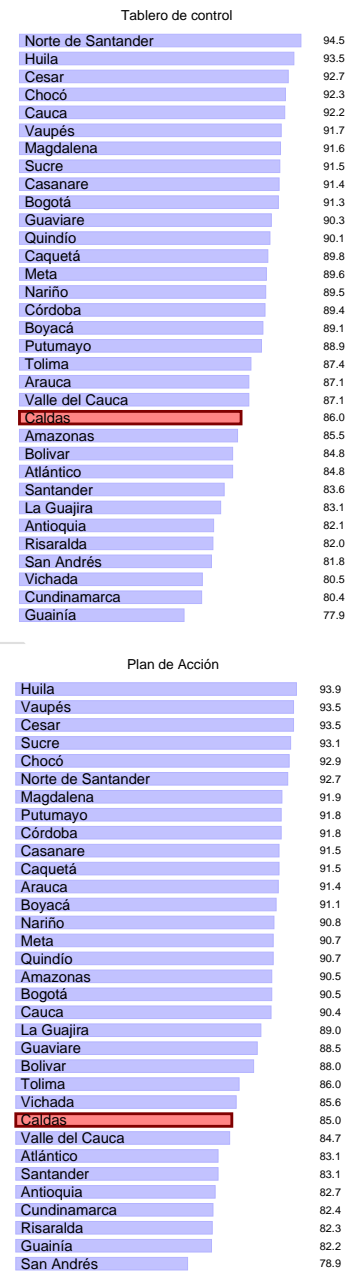 Tablero de control
Norte de Santander 94.5
Huila 93.5
Cesar 92.7
Chocó 92.3
Cauca 92.2
Vaupés 91.7
Magdalena 91.6
Sucre 91.5
Casanare 91.4
Bogotá 91.3
Guaviare 90.3
Quindío 90.1
Caquetá 89.8
Meta 89.6
Nariño 89.5
Córdoba 89.4
Boyacá 89.1
Putumayo 88.9
Tolima 87.4
Arauca 87.1
Valle del Cauca 87.1
Caldas 86.0
Amazonas 85.5
Bolivar 84.8
Atlántico 84.8
Santander 83.6
La Guajira 83.1
Antioquia 82.1
Risaralda 82.0
San Andrés 81.8
Vichada 80.5
Cundinamarca 80.4
Guainía 77.9
Plan de Acción
Huila 93.9
Vaupés 93.5
Cesar 93.5
Sucre 93.1
Chocó 92.9
Norte de Santander 92.7
Magdalena 91.9
Putumayo 91.8
Córdoba 91.8
Casanare 91.5
Caquetá 91.5
Arauca 91.4
Boyacá 91.1
Nariño 90.8
Meta 90.7
Quindío 90.7
Amazonas 90.5
Bogotá 90.5
Cauca 90.4
La Guajira 89.0
Guaviare 88.5
Bolivar 88.0
Tolima 86.0
Vichada 85.6
Caldas 85.0
Valle del Cauca 84.7
Atlántico 83.1
Santander 83.1
Antioquia 82.7
Cundinamarca 82.4
Risaralda 82.3
Guainía 82.2
San Andrés 78.9